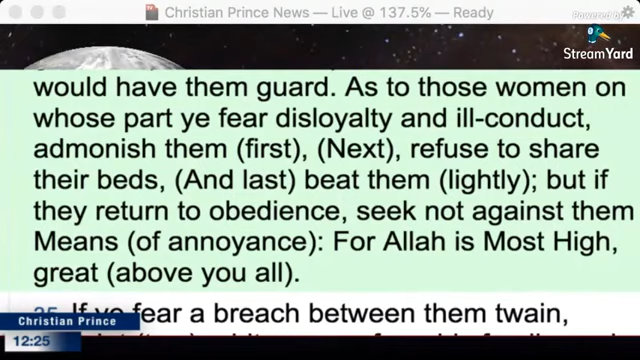 Christian Prince News — Live @ 137.5% — Ready
Powered by
StreamYard
would have them guard. As to those women on
whose part ye fear disloyalty and ill-conduct,
admonish them (first), (Next), refuse to share
their beds, (And last) beat them (lightly); but if
they return to obedience, seek not against them
Means (of annoyance): For Allah is Most High,
great (above you all).
If ye fear a breach between them twain,
Christian Prince
12:25